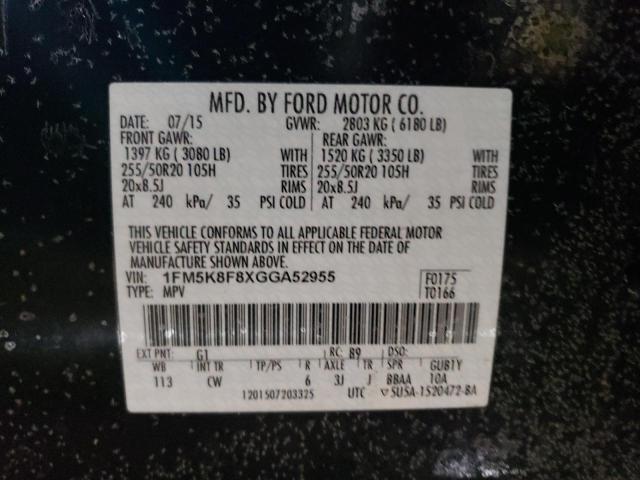 MFD. BY FORD MOTOR CO.
DATE: 07/15 GVWR: 2803 KG ( 6180 LB)
FRONT GAWR: REAR GAWR:
1397 KG ( 3080 LB) WITH 1520 KG ( 3350 LB) WITH
255/50R20 105H TIRES 255/50R20 105H TIRES
20x8.5J RIMS 20x8.5J RIMS
AT 240 kPa/ 35 PSI COLD AT 240 kPa/ 35 PSI COLD
THIS VEHICLE CONFORMS TO ALL APPLICABLE FEDERAL MOTOR
VEHICLE SAFETY STANDARDS IN EFFECT ON THE DATE OF
MANUFACTURE SHOWN ABOVE.
VIN: 1FM5K8F8XGGA52955 F0175
TYPE: MPV T0166
EXT PNT: G1 RC: B9 DSO:
WB INT TR TP/PS R AXLE TR SPR GUBTY
113 CW 6 3J J BBAA 10A
1201507203325 UTC ▽5U5A-1520472-BA